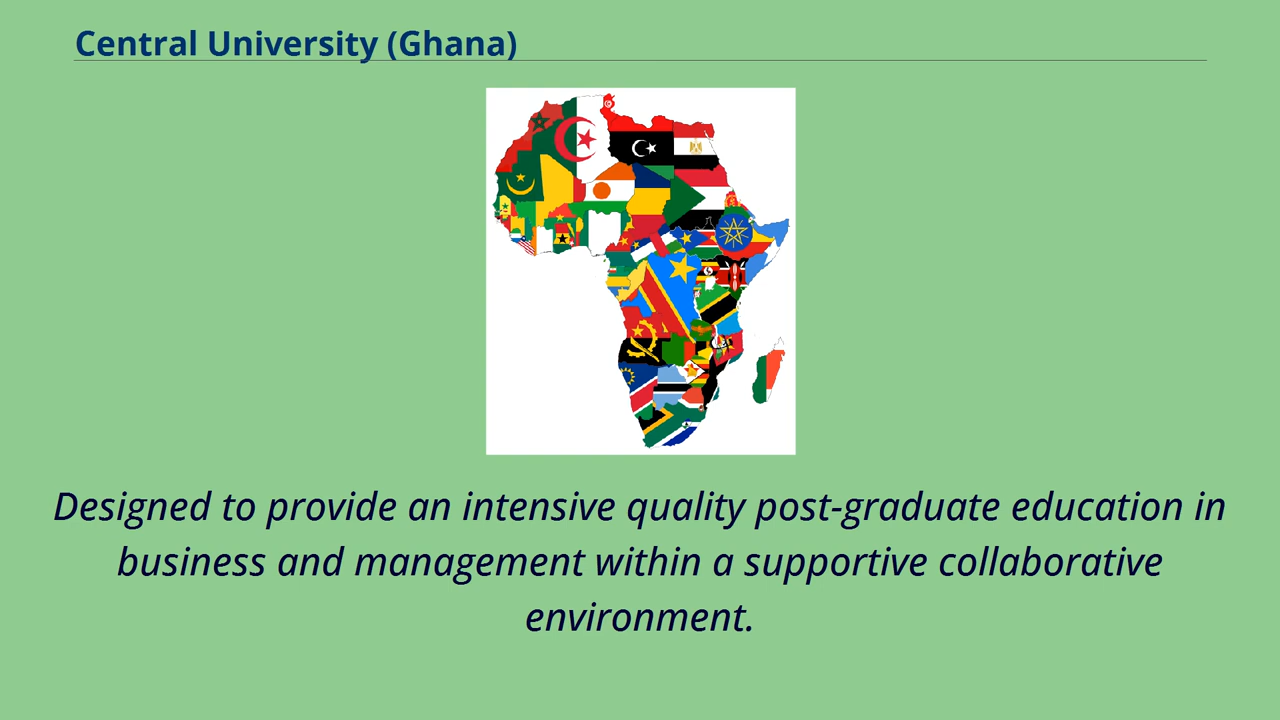 Central University (Ghana)
Designed to provide an intensive quality post-graduate education in
business and management within a supportive collaborative
environment.